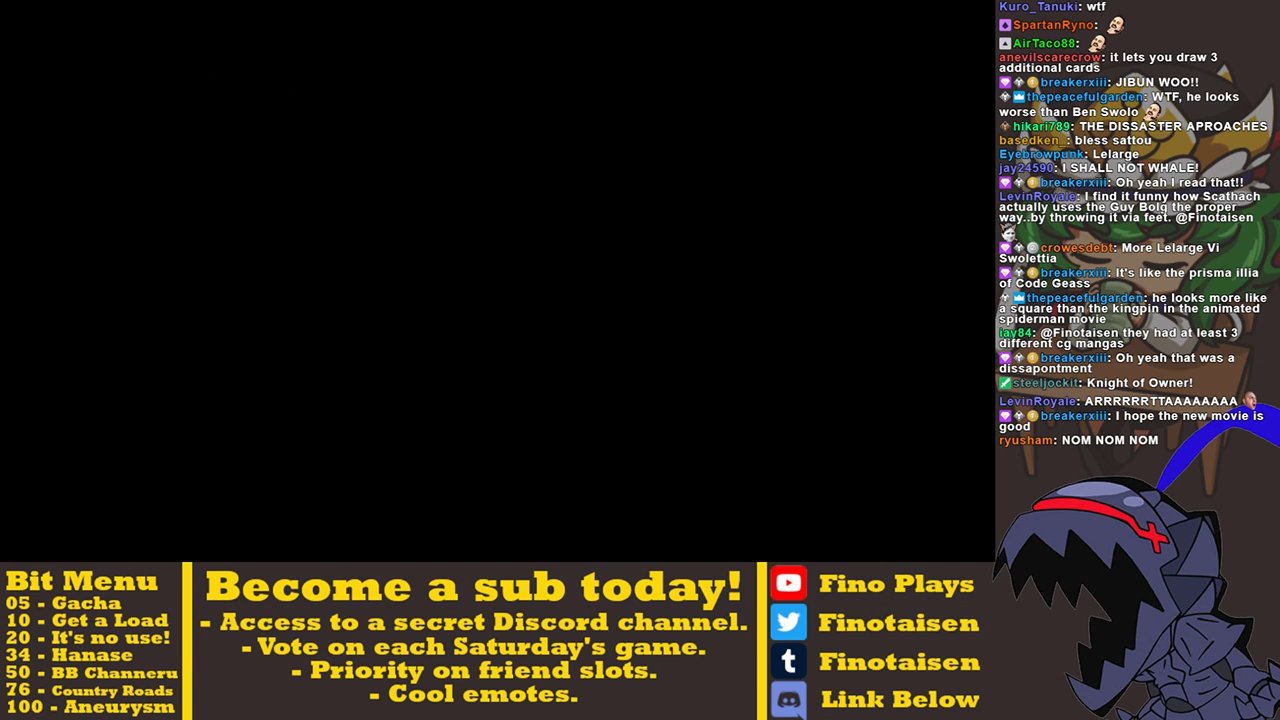 Kuro_Tanuki: wtf
SpartanRyno:
AirTaco88:
anevilscarecrow: it lets you draw 3
additional cards
breakerxiii: JIBUN WOO!!
thepeacefulgarden: WTF, he looks
worse than Ben Swolo
hikari789: THE DISSASTER APROACHES
basedken_: bless sattou
Eyebrowpunk: Lelarge
jay24590: I SHALL NOT WHALE!
breakerxiii: Oh yeah I read that!!
LevinRoyale: I find it funny how Scathach
actually uses the Guy Bolg the proper
way..by throwing it via feet. @Finotaisen
crowesdebt: More Lelarge Vi
Swolettia
breakerxiii: It's like the prisma illia
of Code Geass
thepeacefulgarden: he looks more like
a square than the kingpin in the animated
spiderman movie
jay84: @Finotaisen they had at least 3
different cg mangas
breakerxiii: Oh yeah that was a
dissapontment
steeljockit: Knight of Owner!
LevinRoyale: ARRRRRRTTAAAAAAAA
breakerxiii: I hope the new movie is
good
ryusham: NOM NOM NOM
Bit Menu
05 - Gacha
10 - Get a Load
20 - It's no use!
34 - Hanase
50 - BB Channeru
76 - Country Roads
100 - Aneurysm
Become a sub today!
- Access to a secret Discord channel.
- Vote on each Saturday's game.
- Priority on friend slots.
- Cool emotes.
Fino Plays
Finotaisen
t Finotaisen
Link Below